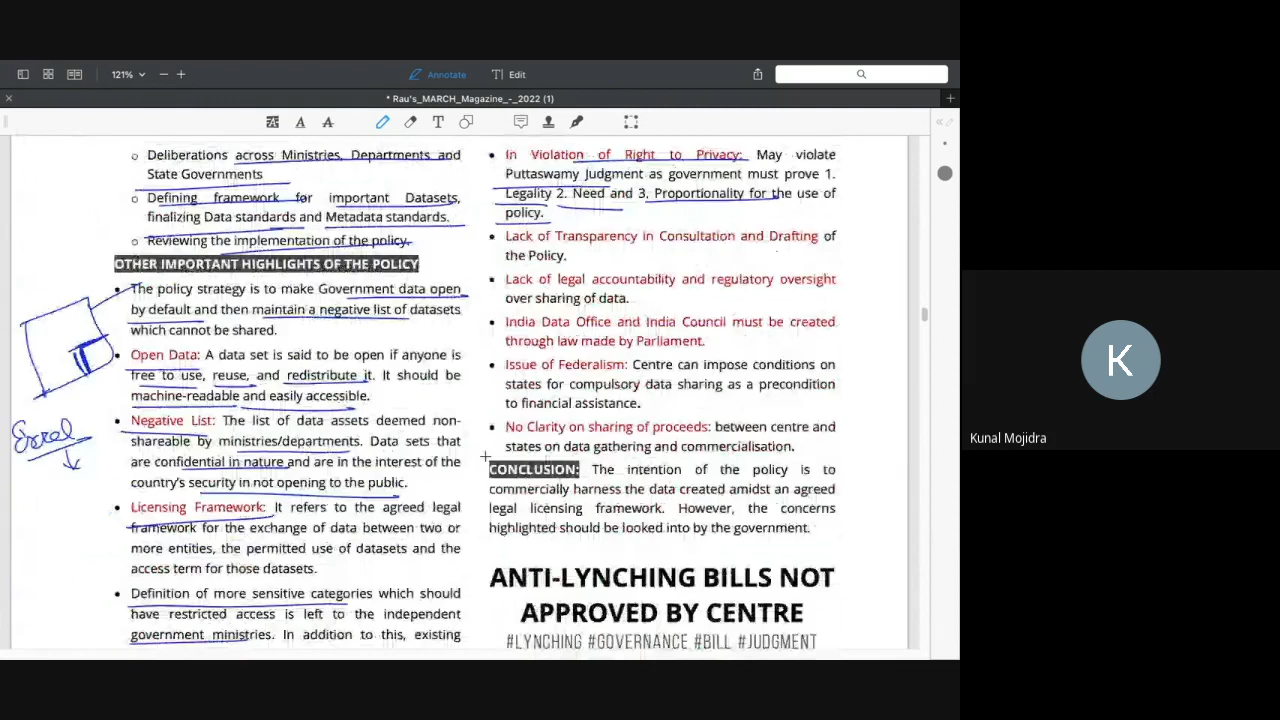 121%
Annotate
Edit
* Rau's_MARCH_Magazine_-_2022 (1)
o Deliberations across Ministries, Departments and
State Governments
o Defining framework for important Datasets,
finalizing Data standards and Metadata standards.
o Reviewing the implementation of the policy.
OTHER IMPORTANT HIGHLIGHTS OF THE POLICY
• The policy strategy is to make Government data open
by default and then maintain a negative list of datasets
which cannot be shared.
• Open Data: A data set is said to be open if anyone is
free to use, reuse, and redistribute it. It should be
machine-readable and easily accessible.
Excel
• Negative List: The list of data assets deemed non-
shareable by ministries/departments. Data sets that
are confidential in nature and are in the interest of the
country's security in not opening to the public.
• Licensing Framework: It refers to the agreed legal
framework for the exchange of data between two or
more entities, the permitted use of datasets and the
access term for those datasets.
• Definition of more sensitive categories which should
have restricted access is left to the independent
government ministries. In addition to this, existing
• In Violation of Right to Privacy: May violate
Puttaswamy Judgment as government must prove 1.
Legality 2. Need and 3. Proportionality for the use of
policy.
• Lack of Transparency in Consultation and Drafting of
the Policy.
• Lack of legal accountability and regulatory oversight
over sharing of data.
• India Data Office and India Council must be created
through law made by Parliament.
• Issue of Federalism: Centre can impose conditions on
states for compulsory data sharing as a precondition
to financial assistance.
• No Clarity on sharing of proceeds: between centre and
states on data gathering and commercialisation.
CONCLUSION: The intention of the policy is to
commercially harness the data created amidst an agreed
legal licensing framework. However, the concerns
highlighted should be looked into by the government.
ANTI-LYNCHING BILLS NOT
APPROVED BY CENTRE
#LYNCHING #GOVERNANCE #BILL #JUDGMENT
K
Kunal Mojidra